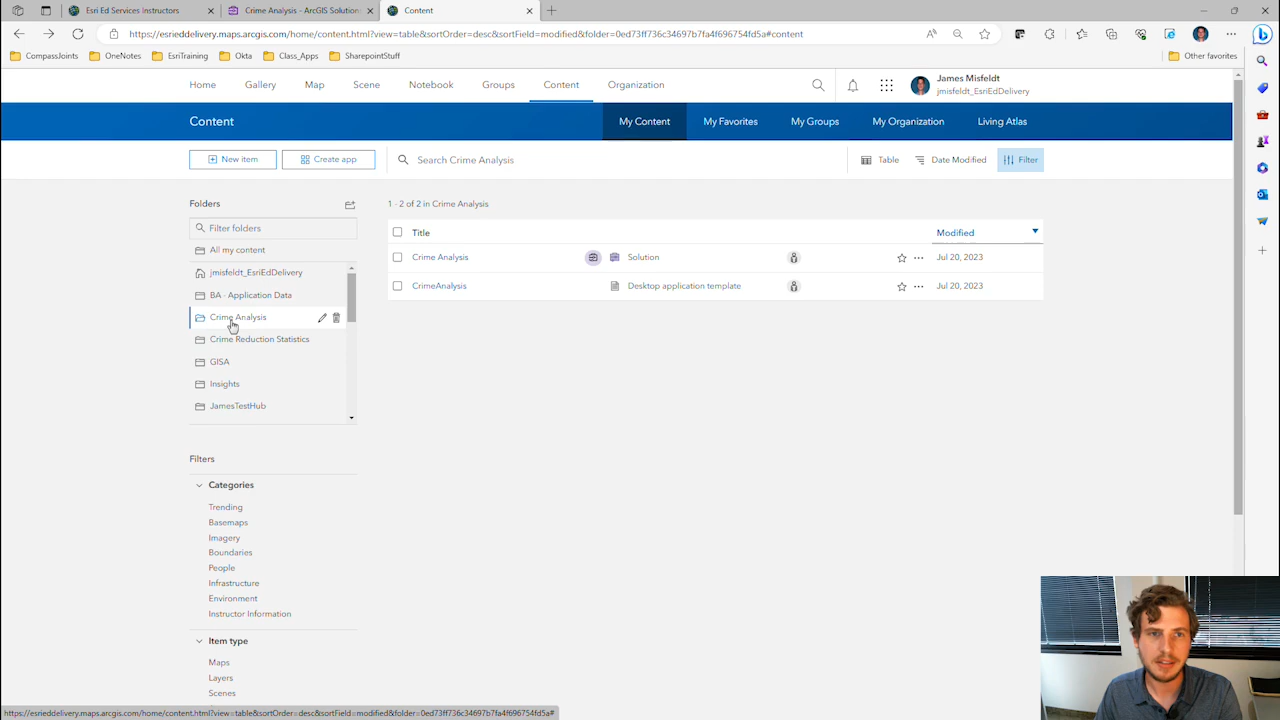 Esri Ed Services Instructors
Crime Analysis - ArcGIS Solution
Content
https://esrieddelivery.maps.arcgis.com/home/content.html?view=table&sortOrder=desc&sortField=modified&folder=0ed73ff736c34697b7fa4f696754fd5a#content
CompassJoints OneNotes EsriTraining Okta Class_Apps SharepointStuff Other favorites
Home Gallery Map Scene Notebook Groups Content Organization
James Misfeldt
jmisfeldt_EsriEdDelivery
Content
My Content My Favorites My Groups My Organization Living Atlas
New item Create app Search Crime Analysis Table Date Modified Filter
Folders
1 - 2 of 2 in Crime Analysis
Filter folders
Title Modified
All my content
Crime Analysis Solution Jul 20, 2023
jmisfeldt_EsriEdDelivery
CrimeAnalysis Desktop application template Jul 20, 2023
BA - Application Data
Crime Analysis
Crime Reduction Statistics
GISA
Insights
JamesTestHub
Filters
Categories
Trending
Basemaps
Imagery
Boundaries
People
Infrastructure
Environment
Instructor Information
Item type
Maps
Layers
Scenes
https://esrieddelivery.maps.arcgis.com/home/content.html?view=table&sortOrder=desc&sortField=modified&folder=0ed73ff736c34697b7fa4f696754fd5a#